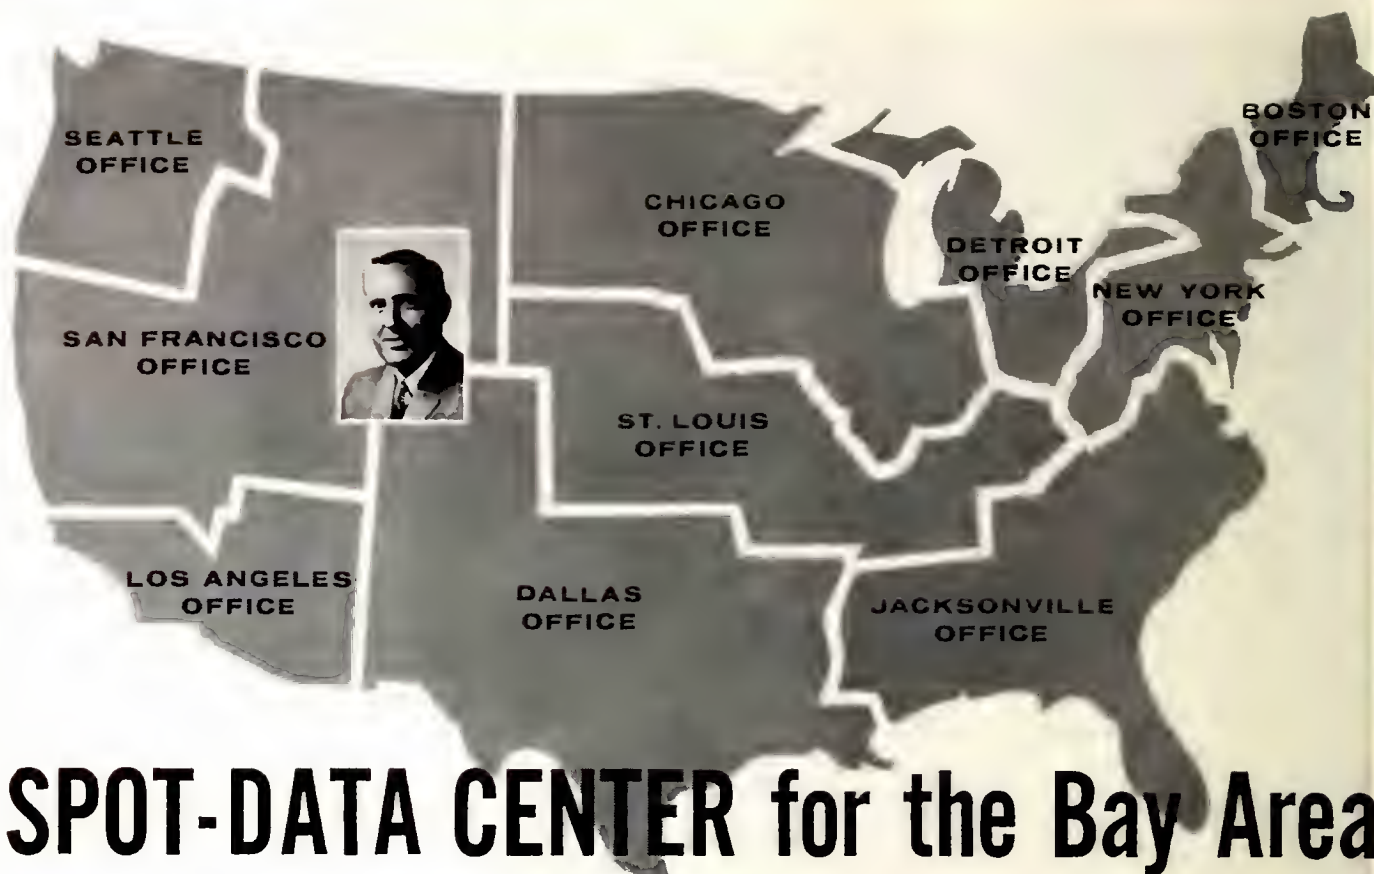 SEATTLE
OFFICE
BOSTON
OFFICE
CHICAGO
OFFICE
DETROIT
OFFICE
NEW YORK
OFFICE
SAN FRANCISCO
OFFICE
ST. LOUIS
OFFICE
LOS ANGELES
OFFICE
DALLAS
OFFICE
JACKSONVILLE
OFFICE
SPOT-DATA CENTER for the Bay Area